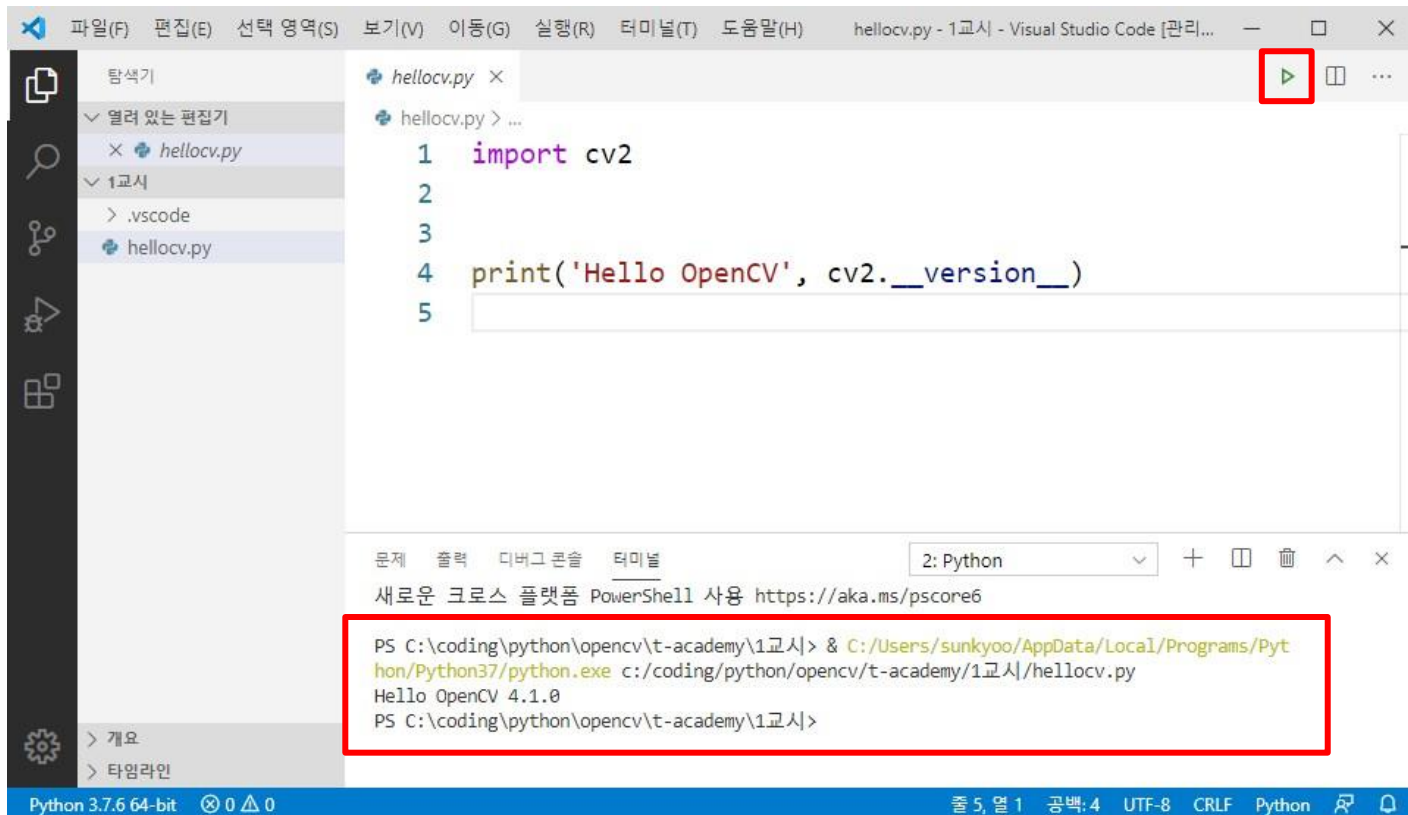 파일(F) 편집(E) 선택 영역(S) 보기(V) 이동(G) 실행(R) 터미널(T) 도움말(H) hellocv.py - 1교시 - Visual Studio Code [관리...
탐색기
열려 있는 편집기
hellocv.py
1교시
.vscode
hellocv.py
개요
타임라인
hellocv.py
hellocv.py > ...
1 import cv2
2
3
4 print('Hello OpenCV', cv2.__version__)
5
문제 출력 디버그 콘솔 터미널 2: Python
새로운 크로스 플랫폼 PowerShell 사용 https://aka.ms/pscore6
PS C:\coding\python\opencv\t-academy\1교시> & C:/Users/sunkyoo/AppData/Local/Programs/Pyt
hon/Python37/python.exe c:/coding/python/opencv/t-academy/1교시/hellocv.py
Hello OpenCV 4.1.0
PS C:\coding\python\opencv\t-academy\1교시>
Python 3.7.6 64-bit 0 0 줄 5, 열 1 공백: 4 UTF-8 CRLF Python